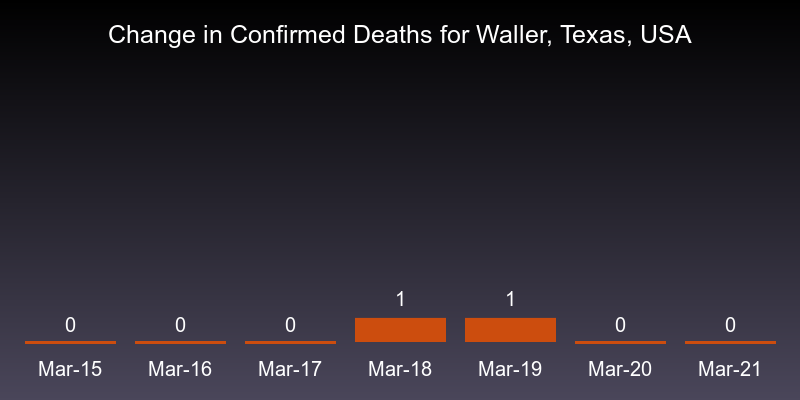 Change in Confirmed Deaths for Waller, Texas, USA
1 1
0 0 0 0 0
Mar-15 Mar-16 Mar-17 Mar-18 Mar-19 Mar-20 Mar-21